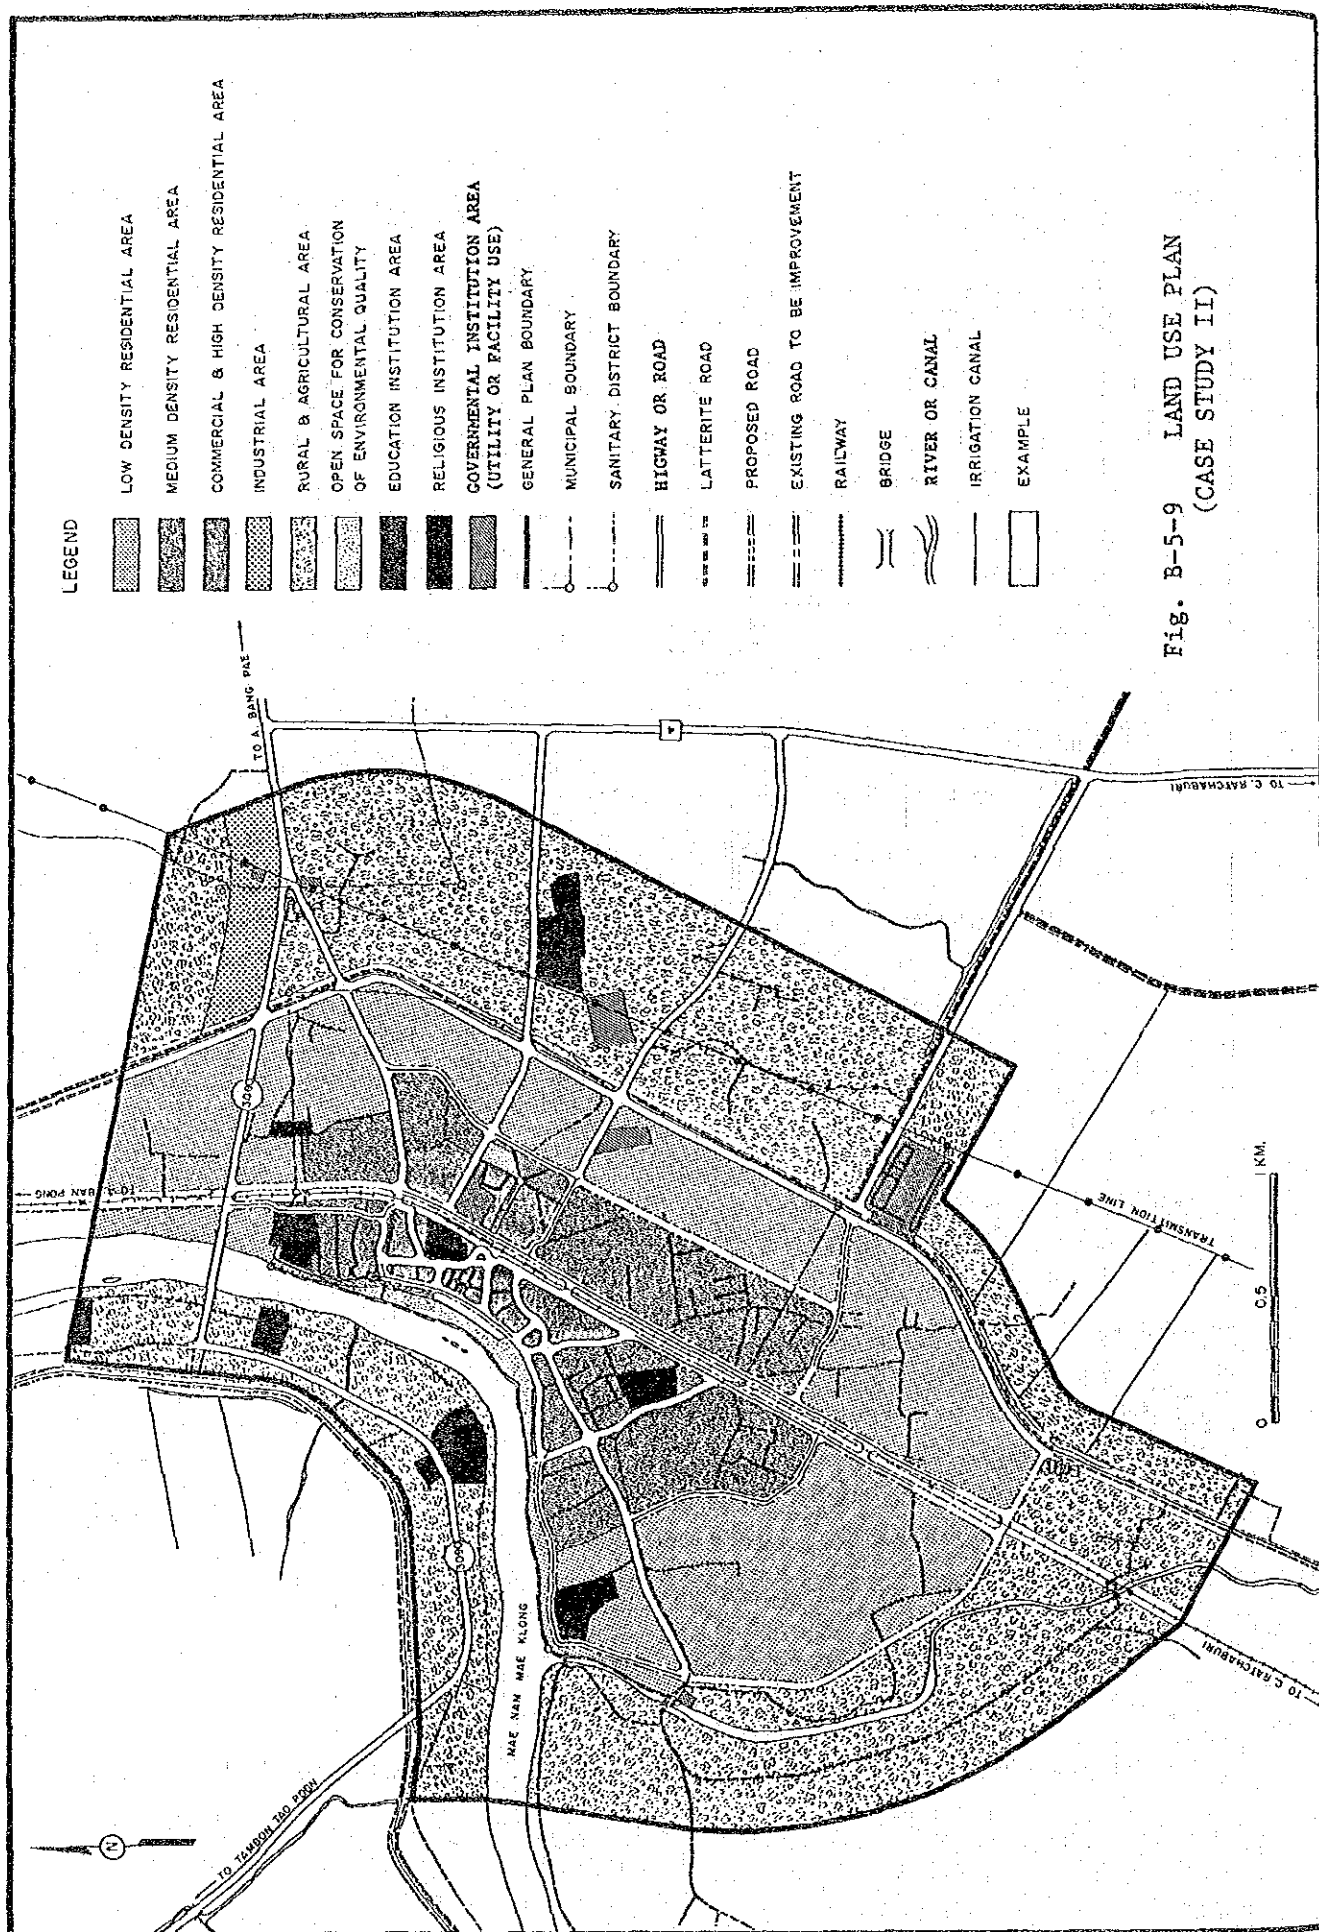 LEGEND
LOW DENSITY RESIDENTIAL AREA
MEDIUM DENSITY RESIDENTIAL AREA
COMMERCIAL & HIGH DENSITY RESIDENTIAL AREA
INDUSTRIAL AREA
RURAL & AGRICULTURAL AREA
OPEN SPACE FOR CONSERVATION
OF ENVIRONMENTAL QUALITY
EDUCATION INSTITUTION AREA
RELIGIOUS INSTITUTION AREA
GOVERNMENTAL INSTITUTION AREA
(UTILITY OR FACILITY USE)
GENERAL PLAN BOUNDARY
MUNICIPAL BOUNDARY
SANITARY DISTRICT BOUNDARY
HIGWAY OR ROAD
LATTERITE ROAD
PROPOSED ROAD
EXISTING ROAD TO BE IMPROVEMENT
RAILWAY
BRIDGE
RIVER OR CANAL
IRRIGATION CANAL
EXAMPLE
Fig. B-5-9 LAND USE PLAN
(CASE STUDY II)
TO A. BANG PAE
4
TO C. RATCHABURI
TO A. BAN PONG
TRANSMITTION LINE
0 0.5 1 KM.
MAE NAM MAE KLONG
TO C. RATCHABURI
TO TAMBON TAO POON
N